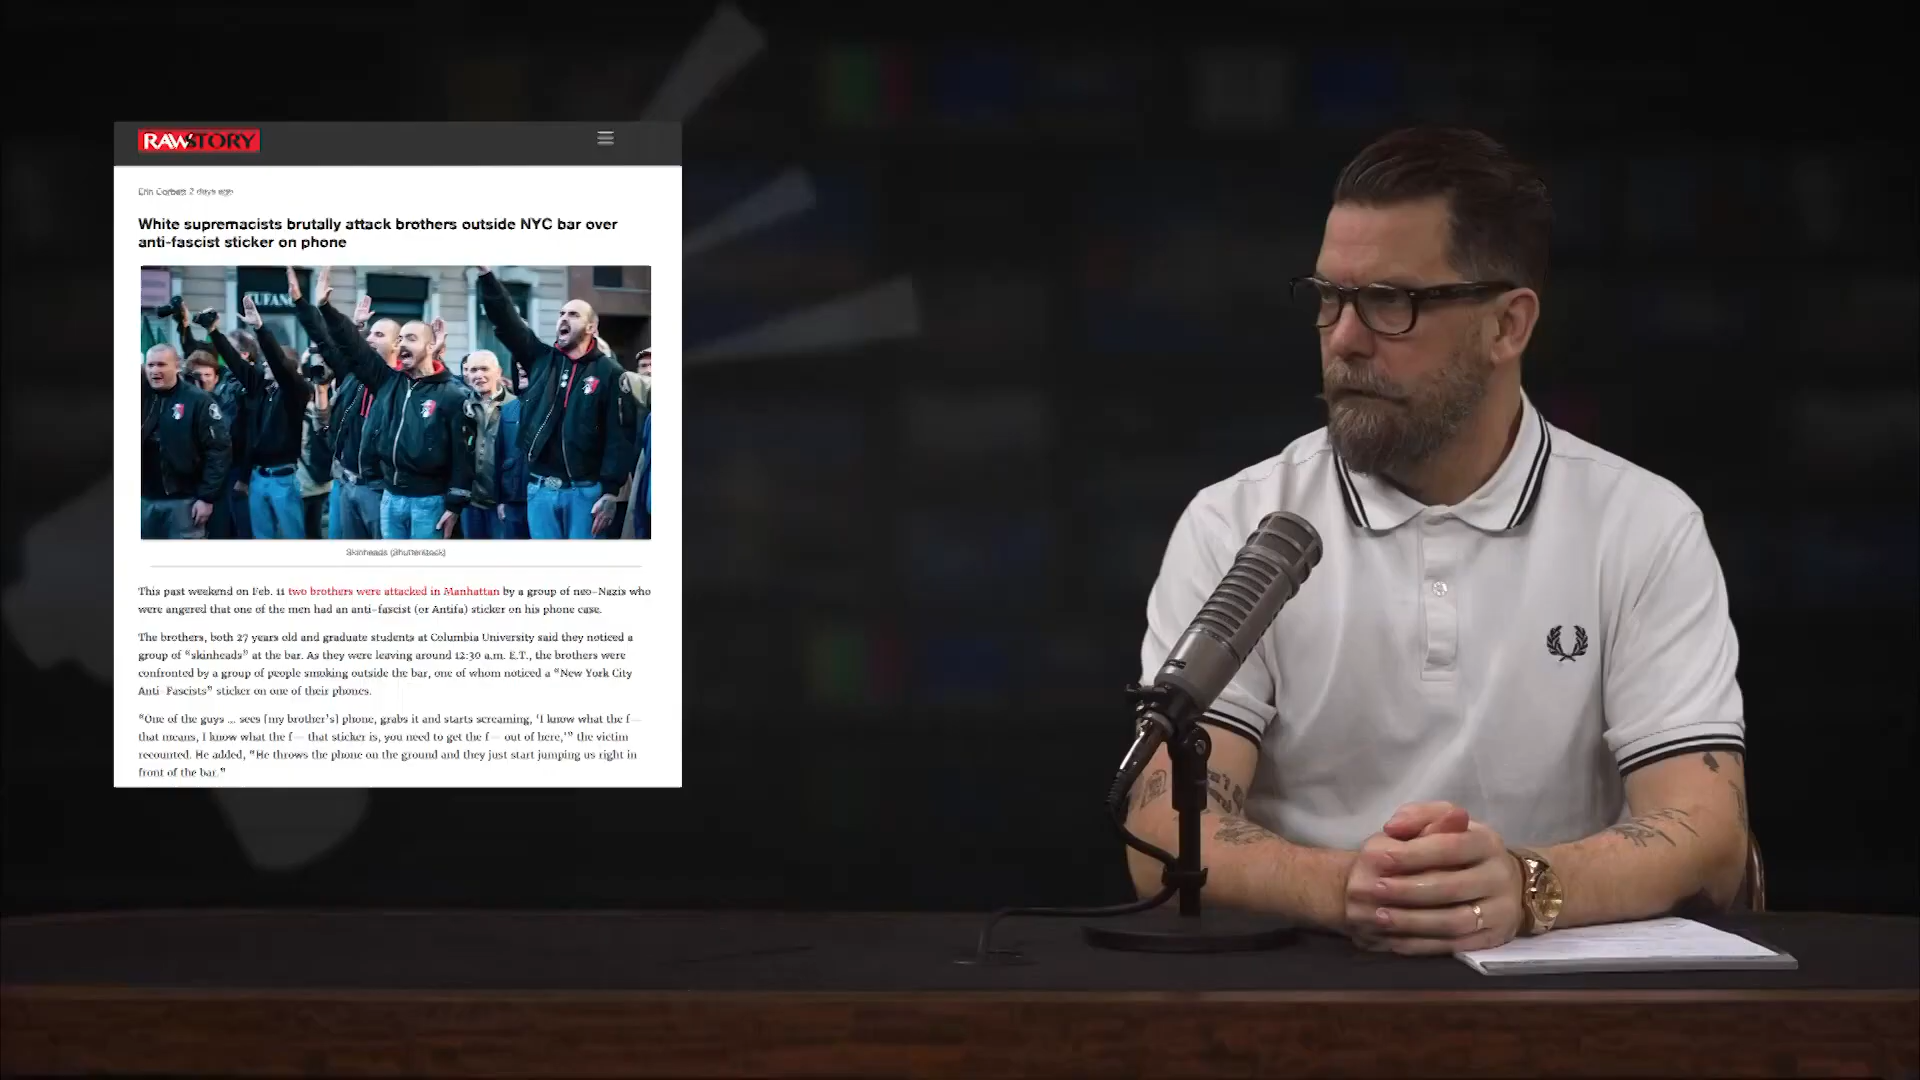 RAWSTORY
Erin Corbett 2 days ago
White supremacists brutally attack brothers outside NYC bar over
anti-fascist sticker on phone
TUFANO
Skinheads (Shutterstock)
This past weekend on Feb. 11 two brothers were attacked in Manhattan by a group of neo-Nazis who
were angered that one of the men had an anti-fascist (or Antifa) sticker on his phone case.
The brothers, both 27 years old and graduate students at Columbia University said they noticed a
group of “skinheads” at the bar. As they were leaving around 12:30 a.m. E.T., the brothers were
confronted by a group of people smoking outside the bar, one of whom noticed a “New York City
Anti-Fascists” sticker on one of their phones.
“One of the guys ... sees [my brother’s] phone, grabs it and starts screaming, ‘I know what the f—
that means, I know what the f— that sticker is, you need to get the f— out of here,’” the victim
recounted. He added, “He throws the phone on the ground and they just start jumping us right in
front of the bar.”